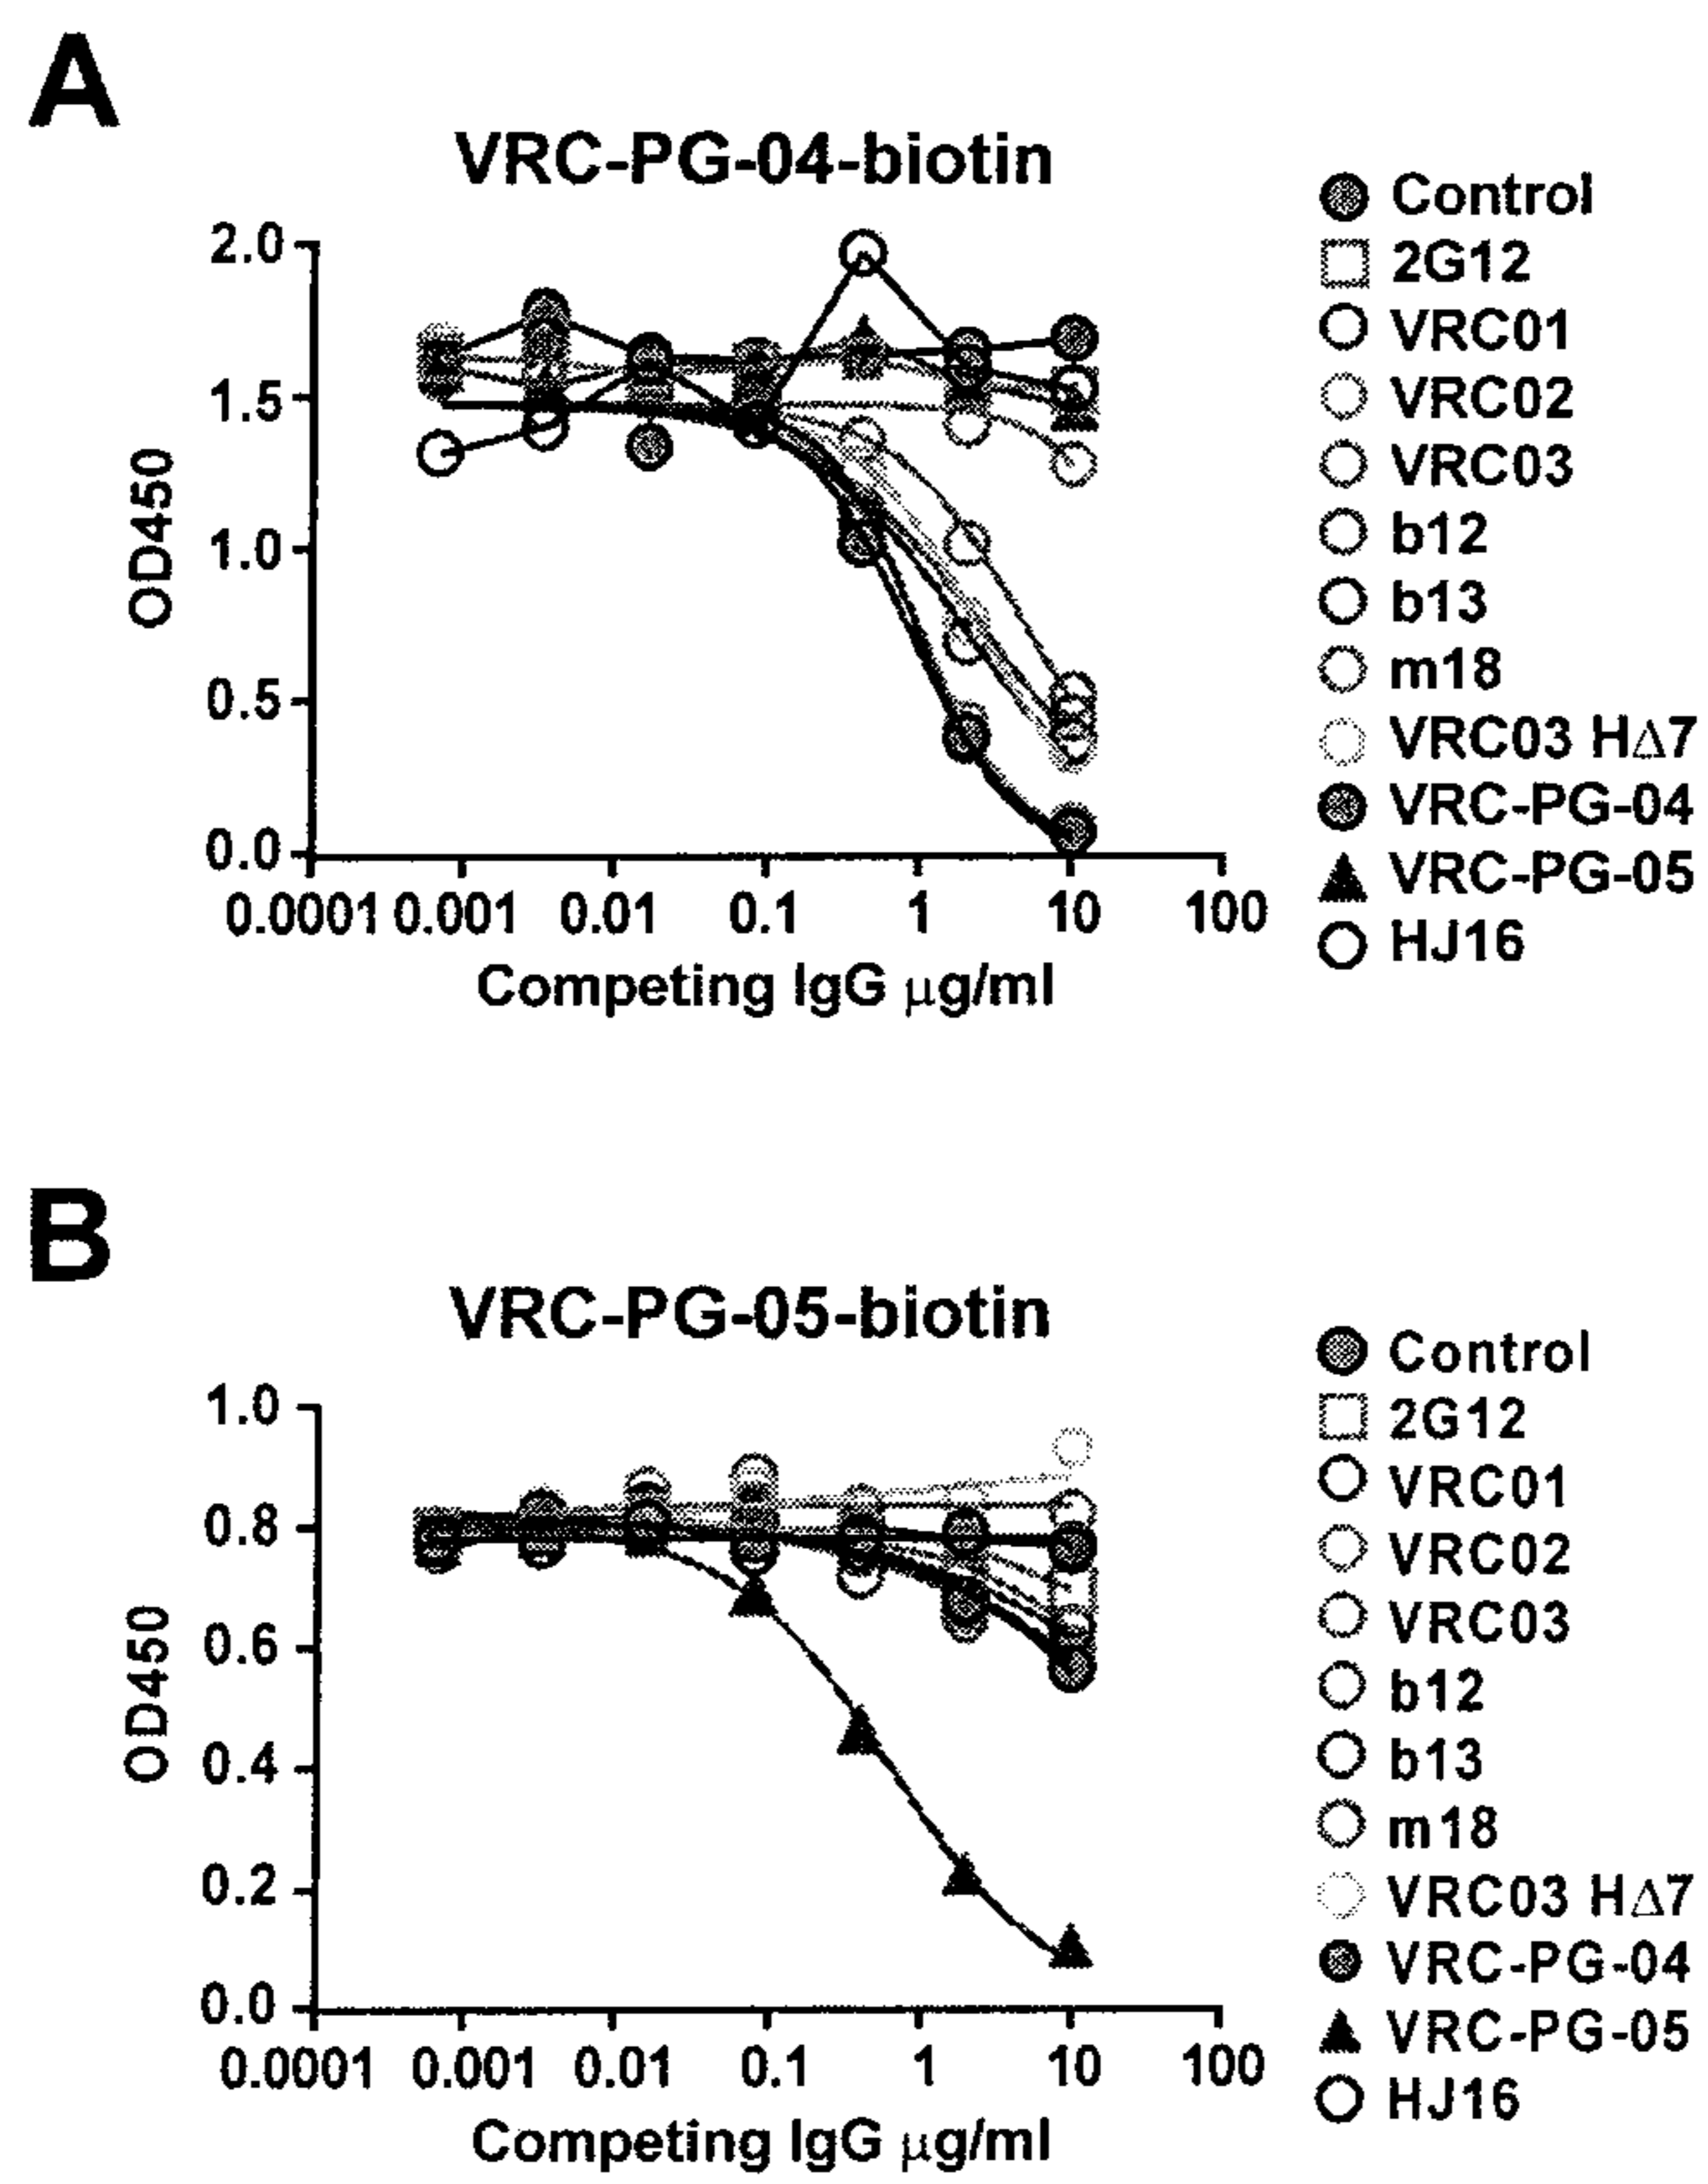 A
VRC-PG-04-biotin
2.0
1.5
1.0
0.5
0.0
OD450
0.0001 0.001 0.01 0.1 1 10 100
Competing IgG μg/ml
Control
2G12
VRC01
VRC02
VRC03
b12
b13
m18
VRC03 HΔ7
VRC-PG-04
VRC-PG-05
HJ16
B
VRC-PG-05-biotin
1.0
0.8
0.6
0.4
0.2
0.0
OD450
0.0001 0.001 0.01 0.1 1 10 100
Competing IgG μg/ml
Control
2G12
VRC01
VRC02
VRC03
b12
b13
m18
VRC03 HΔ7
VRC-PG-04
VRC-PG-05
HJ16